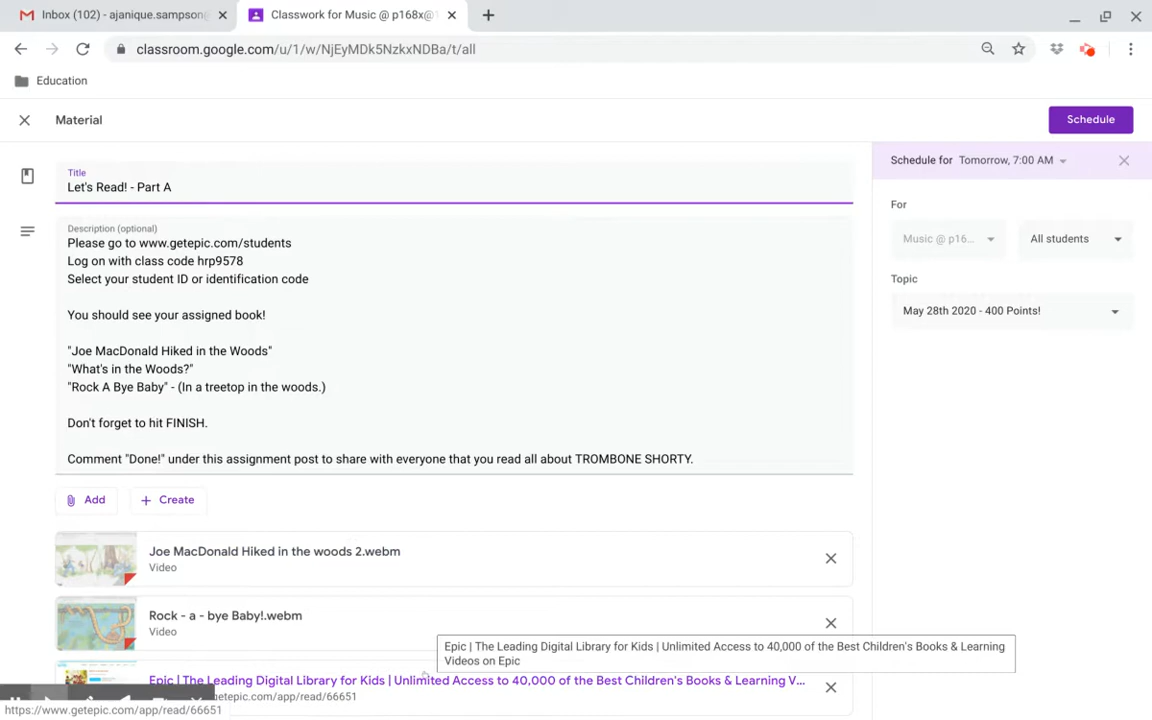 Inbox (102) - ajanique.sampson@
Classwork for Music @ p168x@
classroom.google.com/u/1/w/NjEyMDk5NzkxNDBa/t/all
Education
Material
Schedule
Title
Let's Read! - Part A
Schedule for Tomorrow, 7:00 AM
For
Music @ p16... All students
Topic
May 28th 2020 - 400 Points!
Description (optional)
Please go to www.getepic.com/students
Log on with class code hrp9578
Select your student ID or identification code
You should see your assigned book!
"Joe MacDonald Hiked in the Woods"
"What's in the Woods?"
"Rock A Bye Baby" - (In a treetop in the woods.)
Don't forget to hit FINISH.
Comment "Done!" under this assignment post to share with everyone that you read all about TROMBONE SHORTY.
Add
Create
Joe MacDonald Hiked in the woods 2.webm
Video
Rock - a - bye Baby!.webm
Video
Epic | The Leading Digital Library for Kids | Unlimited Access to 40,000 of the Best Children's Books & Learning
Videos on Epic
Epic | The Leading Digital Library for Kids | Unlimited Access to 40,000 of the Best Children's Books & Learning V...
etepic.com/app/read/66651
https://www.getepic.com/app/read/66651